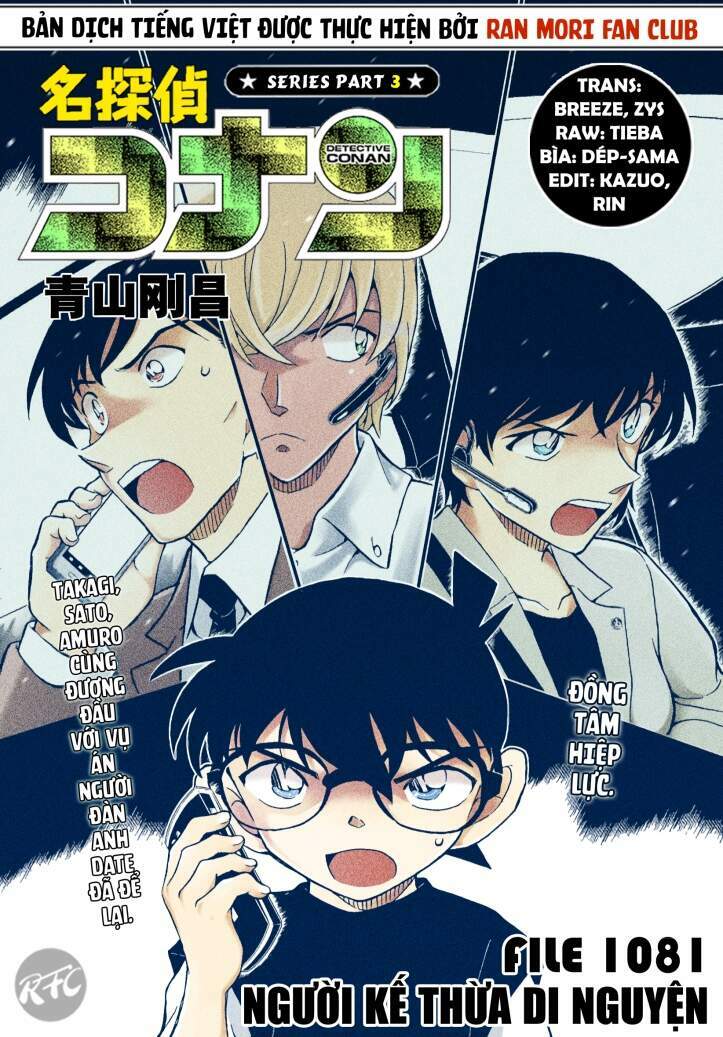 BẢN DỊCH TIẾNG VIỆT ĐƯỢC THỰC HIỆN BỞI RAN MORI FAN CLUB
★ SERIES PART 3 ★
名探偵
コナン
DETECTIVE
CONAN
青山剛昌
TRANS:
BREEZE, ZYS
RAW: TIEBA
BÌA: DÉP-SAMA
EDIT: KAZUO,
RIN
TAKAGI,
SATO,
AMURO
CÙNG
ĐƯƠNG
ĐẦU
VỚI VỤ
ÁN
NGƯỜI
ĐÀN
ANH
DATE
ĐÃ ĐỂ
LẠI.
ĐỒNG
TÂM
HIỆP
LỰC.
FILE 1081
NGƯỜI KẾ THỪA DI NGUYỆN
RFC